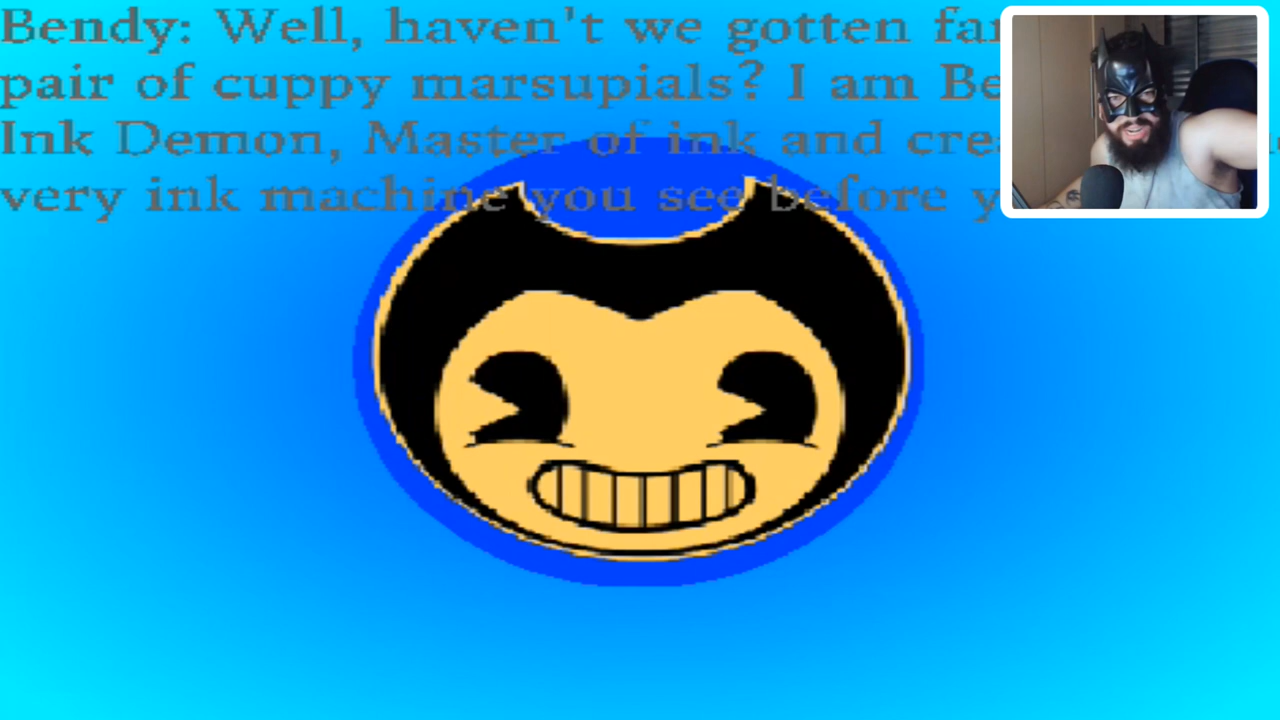 Bendy: Well, haven't we gotten
pair of cuppy marsupials? I am
Ink Demon, Master of ink and
very ink machine you see before